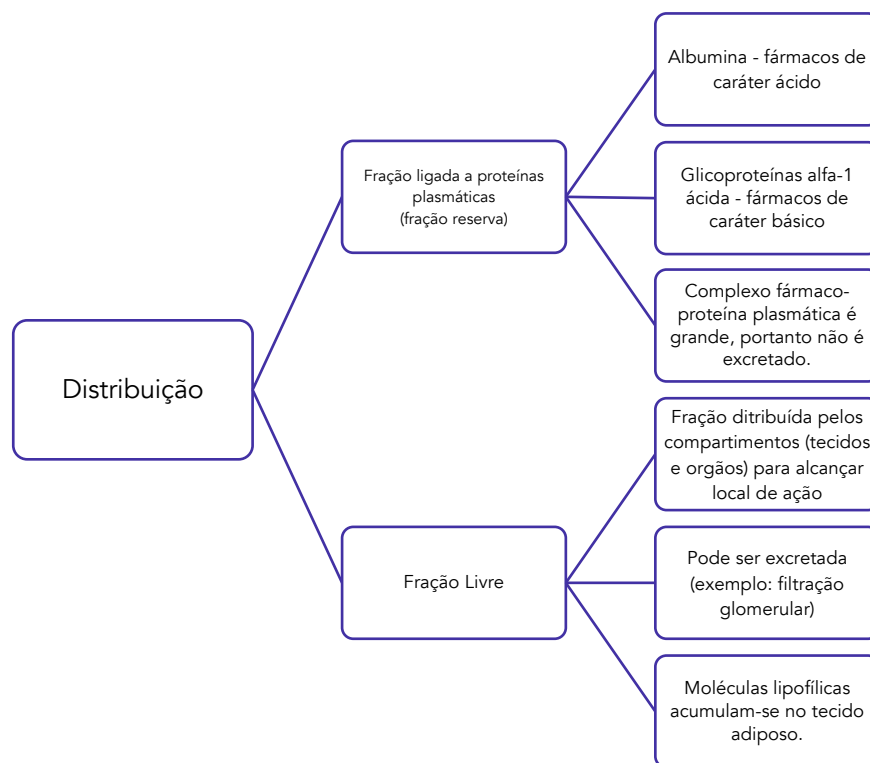 Distribuição
Fração ligada a proteínas
plasmáticas
(fração reserva)
Albumina - fármacos de
caráter ácido
Glicoproteínas alfa-1
ácida - fármacos de
caráter básico
Complexo fármaco-
proteína plasmática é
grande, portanto não é
excretado.
Fração Livre
Fração ditribuída pelos
compartimentos (tecidos
e orgãos) para alcançar
local de ação
Pode ser excretada
(exemplo: filtração
glomerular)
Moléculas lipofílicas
acumulam-se no tecido
adiposo.